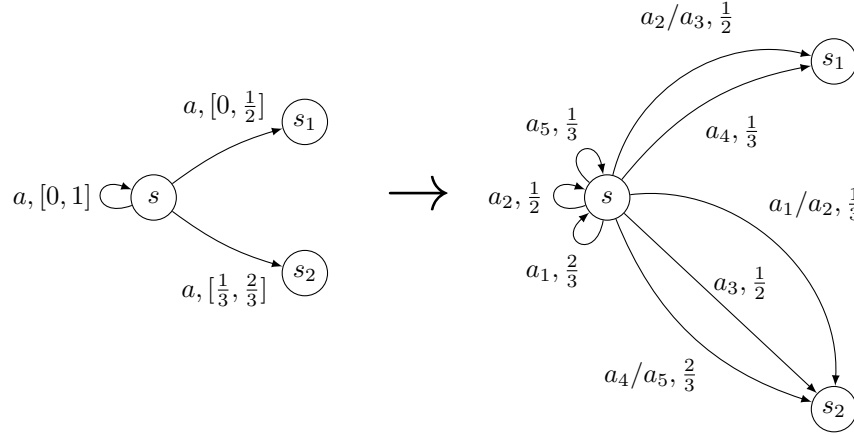 a, [0, 1]
s
a, [0, 1/2]
s₁
a, [1/3, 2/3]
s₂
a₂/a₃, 1/2
s₁
a₄, 1/3
a₅, 1/3
a₂, 1/2
s
a₁, 2/3
a₁/a₂, 1/3
a₃, 1/2
a₄/a₅, 2/3
s₂